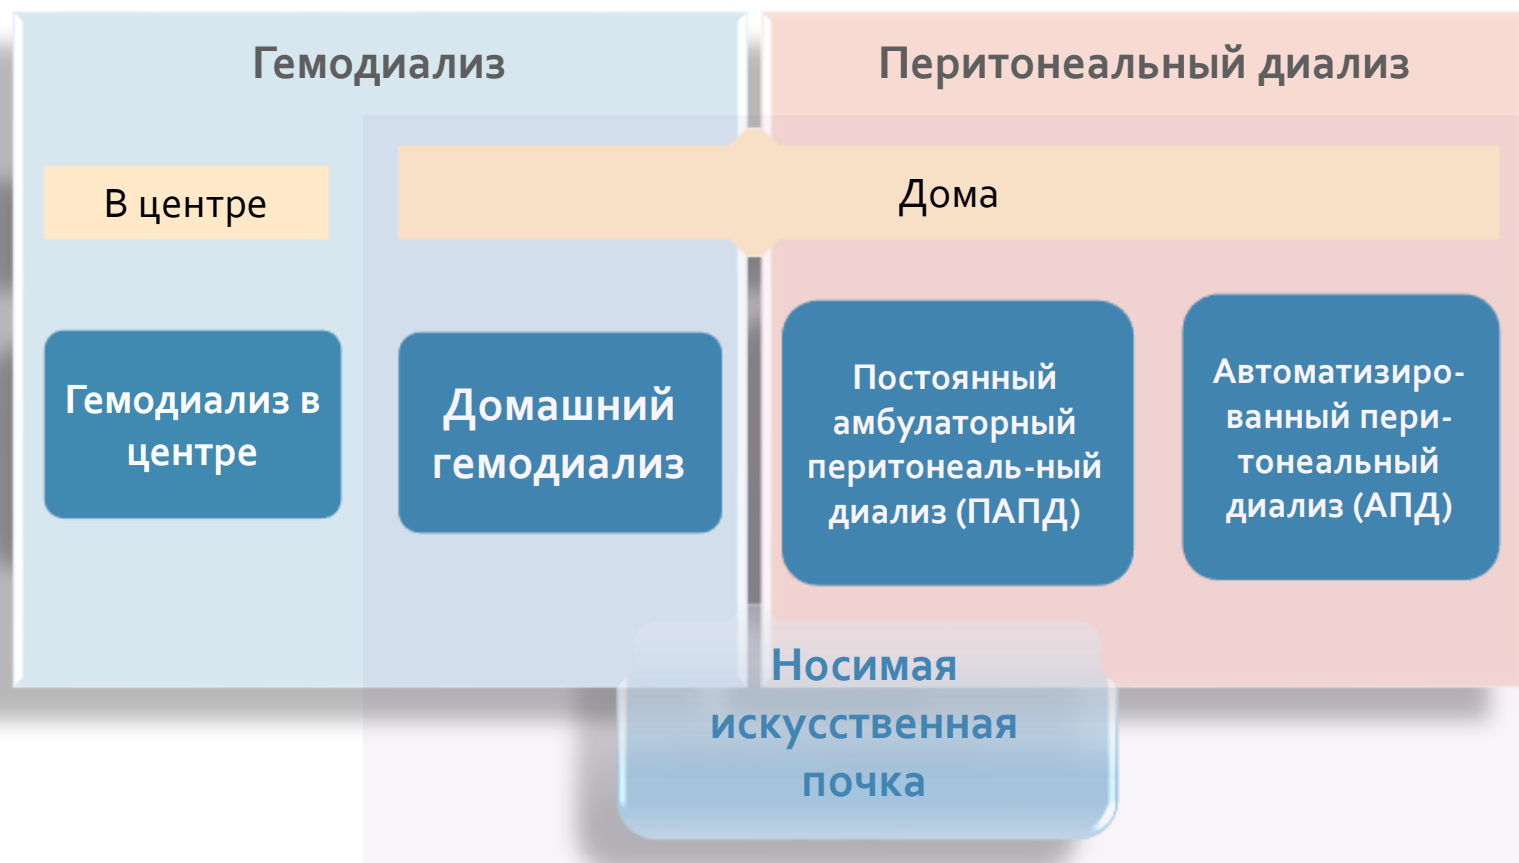 Гемодиализ
Перитонеальный диализ
В центре
Дома
Гемодиализ в
центре
Домашний
гемодиализ
Постоянный
амбулаторный
перитонеаль-ный
диализ (ПАПД)
Автоматизиро-
ванный пери-
тонеальный
диализ (АПД)
Носимая
искусственная
почка